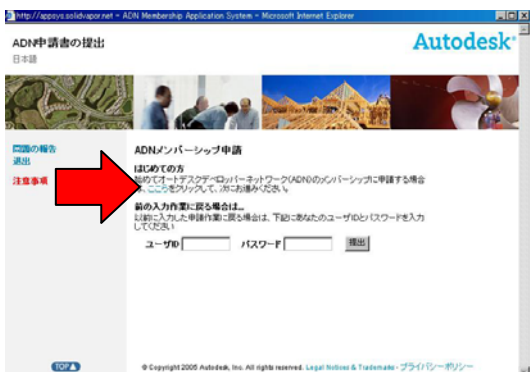 http://appsys.solidvapor.net - ADN Membership Application System - Microsoft Internet Explorer
ADN申請書の提出
日本語
Autodesk
問題の報告
退出
注意事項
ADNメンバーシップ申請
はじめての方
始めてオートデスクデベロッパーネットワーク(ADN)のメンバーシップに申請する場合
は、こちらをクリックして、次にお進みください。
前の入力作業に戻る場合は...
以前に入力した申請作業に戻る場合は、下記にあなたのユーザIDとパスワードを入力
してください
ユーザID パスワード 提出
TOP▲
© Copyright 2005 Autodesk, Inc. All rights reserved. Legal Notices & Trademarks - プライバシーポリシー